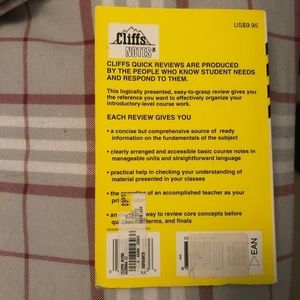 US$9.95
Cliffs
NOTES
CLIFFS QUICK REVIEWS ARE PRODUCED
BY THE PEOPLE WHO KNOW STUDENT NEEDS
AND RESPOND TO THEM.
This logically presented, easy-to-grasp review gives you
the reference you want to effectively organize your
introductory-level course work.
EACH REVIEW GIVES YOU
• a concise but comprehensive source of ready
information on the fundamentals of the subject
• clearly arranged and accessible basic course notes in
manageable units and straightforward language
• practical help in checking your understanding of
material presented in your classes
• the of an accomplished teacher as your
• an way to review core concepts before
and finals
EAN